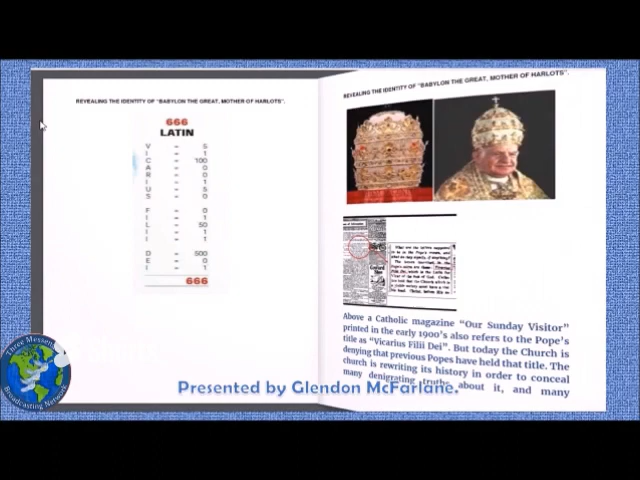 REVEALING THE IDENTITY OF "BABYLON THE GREAT, MOTHER OF HARLOTS".
666
LATIN
V = 5
I = 1
C = 100
A = 0
R = 0
I = 1
U = 5
S = 0
F = 0
I = 1
L = 50
I = 1
I = 1
D = 500
E = 0
I = 1
666
REVEALING THE IDENTITY OF "BABYLON THE GREAT, MOTHER OF HARLOTS".
Above a Catholic magazine "Our Sunday Visitor"
printed in the early 1900's also refers to the Pope's
title as "Vicarius Filii Dei". But today the Church is
denying that previous Popes have held that title. The
church is rewriting its history in order to conceal
many denigrating truths about it, and many
Three
Broadcasting Network
Presented by Glendon McFarlane.